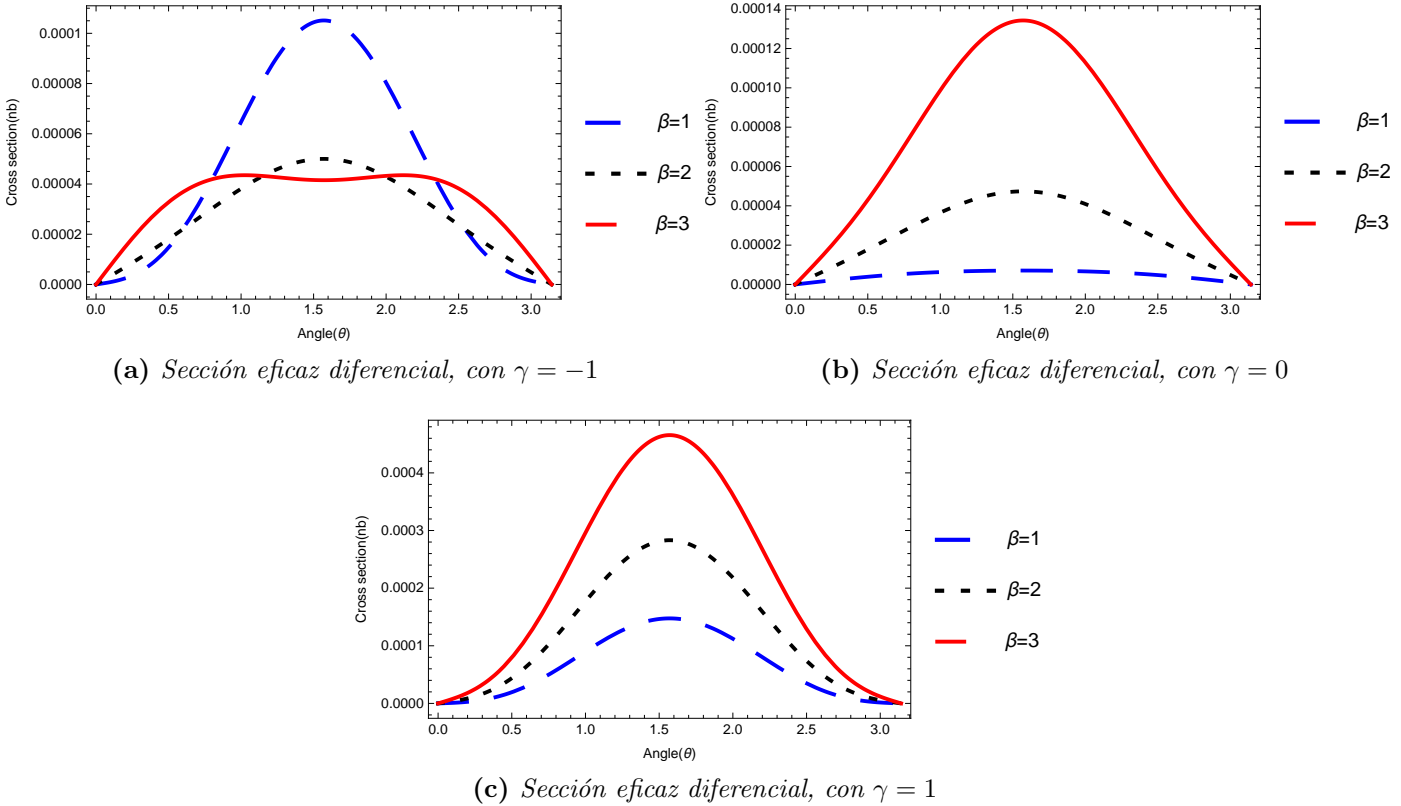 0.0001
0.00008
0.00006
0.00004
0.00002
0.0000
Cross section(nb)
0.0 0.5 1.0 1.5 2.0 2.5 3.0
Angle(θ)
β=1
β=2
β=3
(a) Sección eficaz diferencial, con γ = −1
0.00014
0.00012
0.00010
0.00008
0.00006
0.00004
0.00002
0.00000
Cross section(nb)
0.0 0.5 1.0 1.5 2.0 2.5 3.0
Angle(θ)
β=1
β=2
β=3
(b) Sección eficaz diferencial, con γ = 0
0.0004
0.0003
0.0002
0.0001
0.0000
Cross section(nb)
0.0 0.5 1.0 1.5 2.0 2.5 3.0
Angle(θ)
β=1
β=2
β=3
(c) Sección eficaz diferencial, con γ = 1